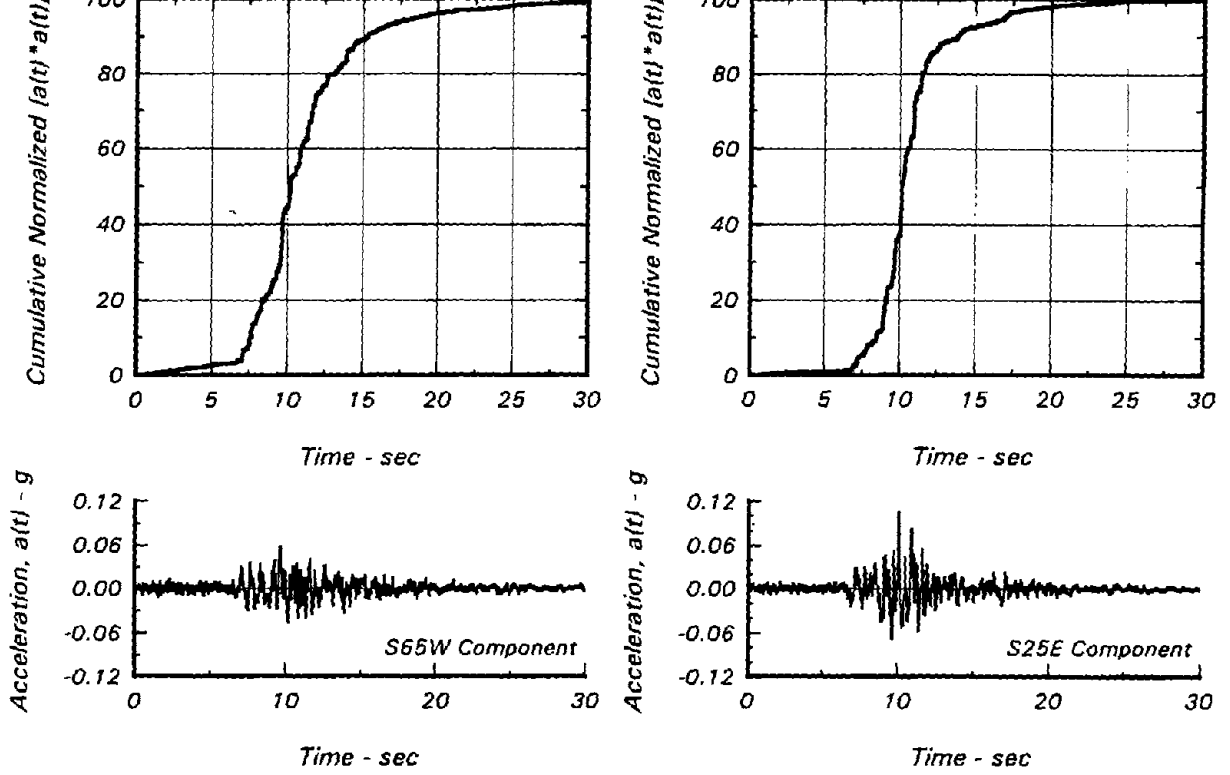 Cumulative Normalized [a(t)*a(t)]
100
80
60
40
20
0
0 5 10 15 20 25 30
Time - sec
Cumulative Normalized [a(t)*a(t)]
100
80
60
40
20
0
0 5 10 15 20 25 30
Time - sec
Acceleration, a(t) - g
0.12
0.06
0.00
-0.06
-0.12
S65W Component
0 10 20 30
Time - sec
Acceleration, a(t) - g
0.12
0.06
0.00
-0.06
-0.12
S25E Component
0 10 20 30
Time - sec